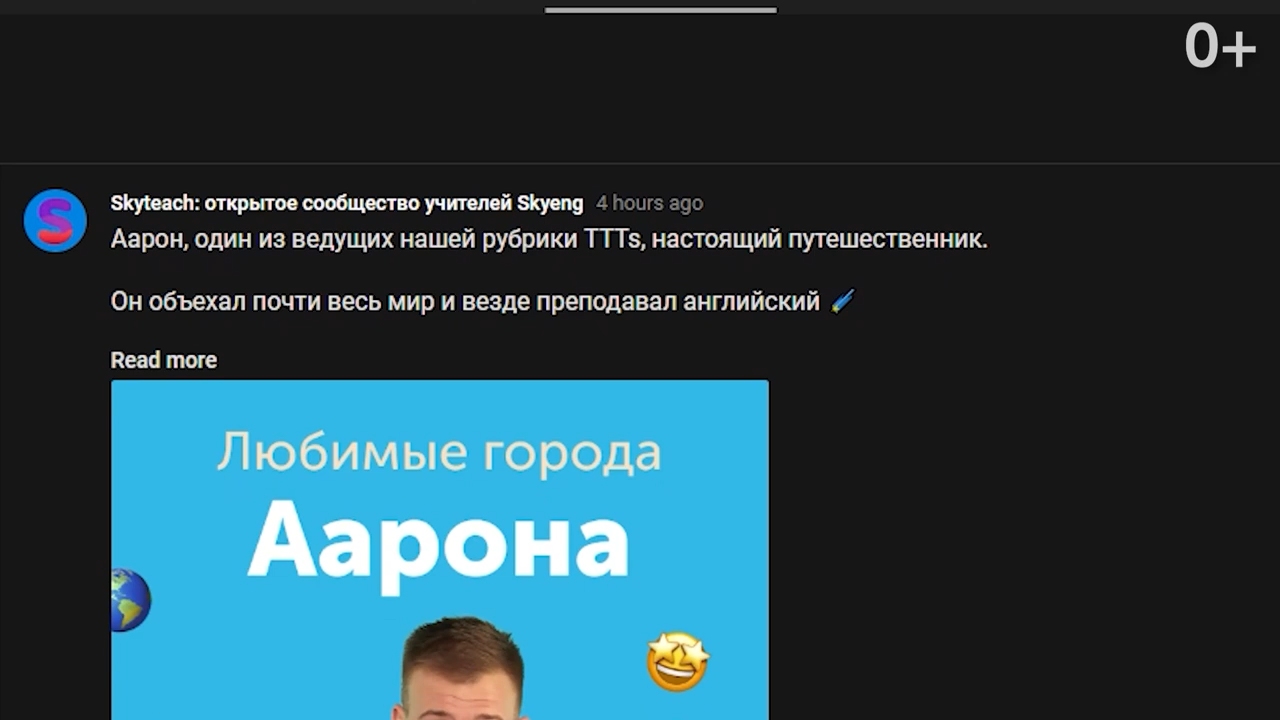 0+
Skyteach: открытое сообщество учителей Skyeng 4 hours ago
Аарон, один из ведущих нашей рубрики TTTs, настоящий путешественник.
Он объехал почти весь мир и везде преподавал английский
Read more
Любимые города
Аарона